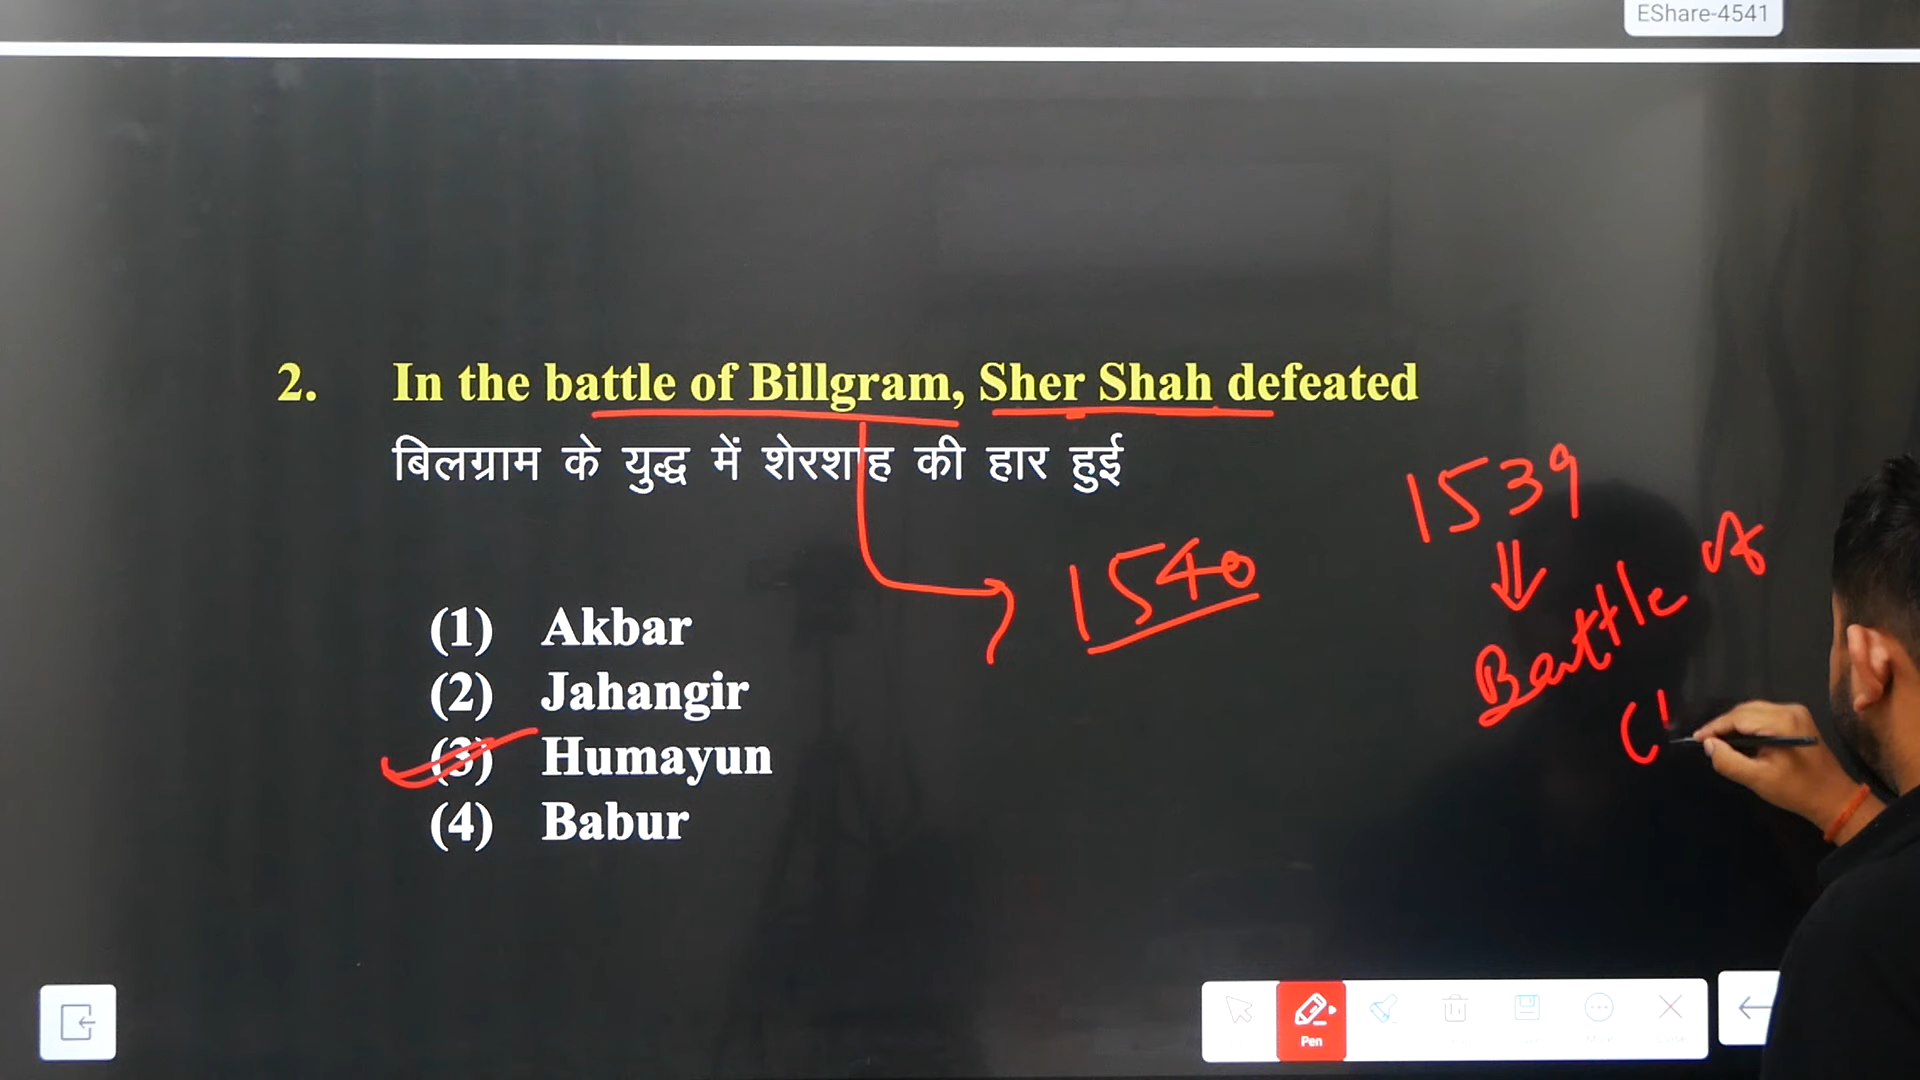 EShare-4541
2. In the battle of Billgram, Sher Shah defeated
बिलग्राम के युद्ध में शेरशाह की हार हुई
1539
1540
Battle of
(1) Akbar
(2) Jahangir
(3) Humayun
(4) Babur
Pen